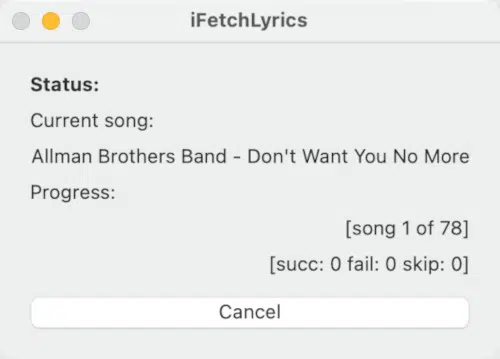 iFetchLyrics
Status:
Current song:
Allman Brothers Band - Don't Want You No More
Progress:
[song 1 of 78]
[succ: 0 fail: 0 skip: 0]
Cancel